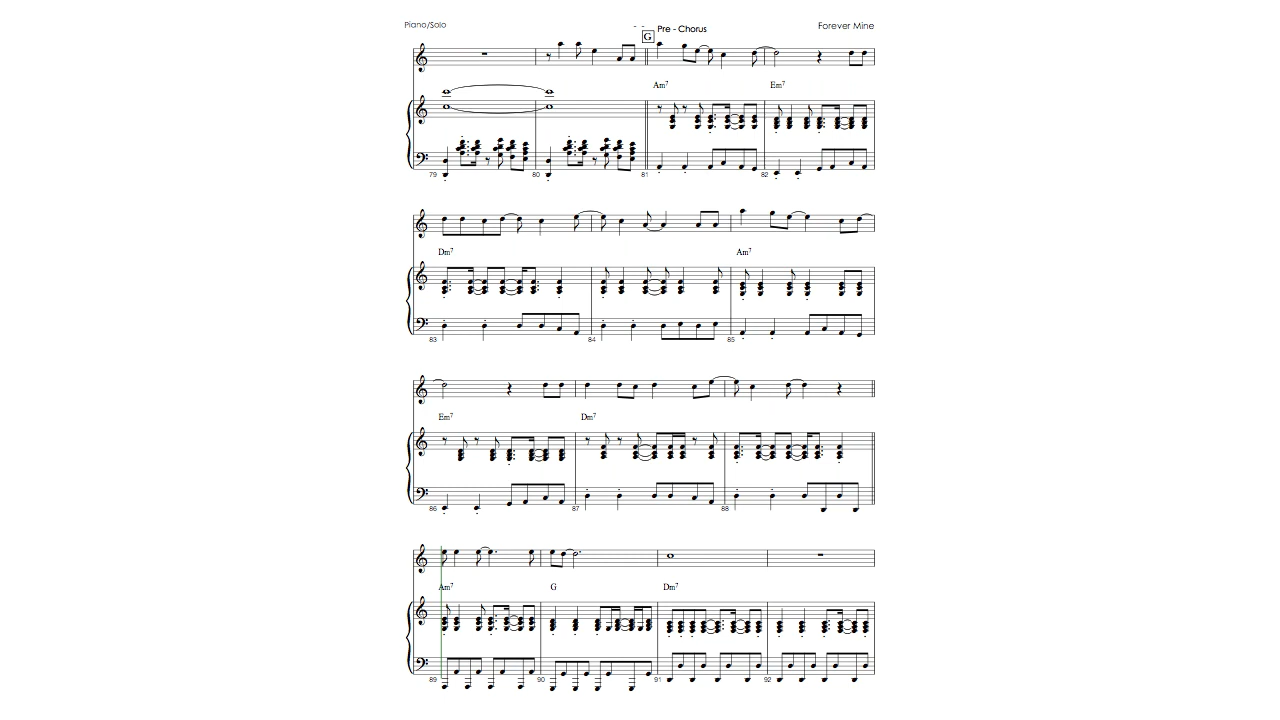 Piano/Solo
Pre - Chorus
Forever Mine
G
Am7 Em7
79 80 81 82
Dm7 Am7
83 84 85
Em7 Dm7
86 87 88
Am7 G Dm7
89 90 91 92